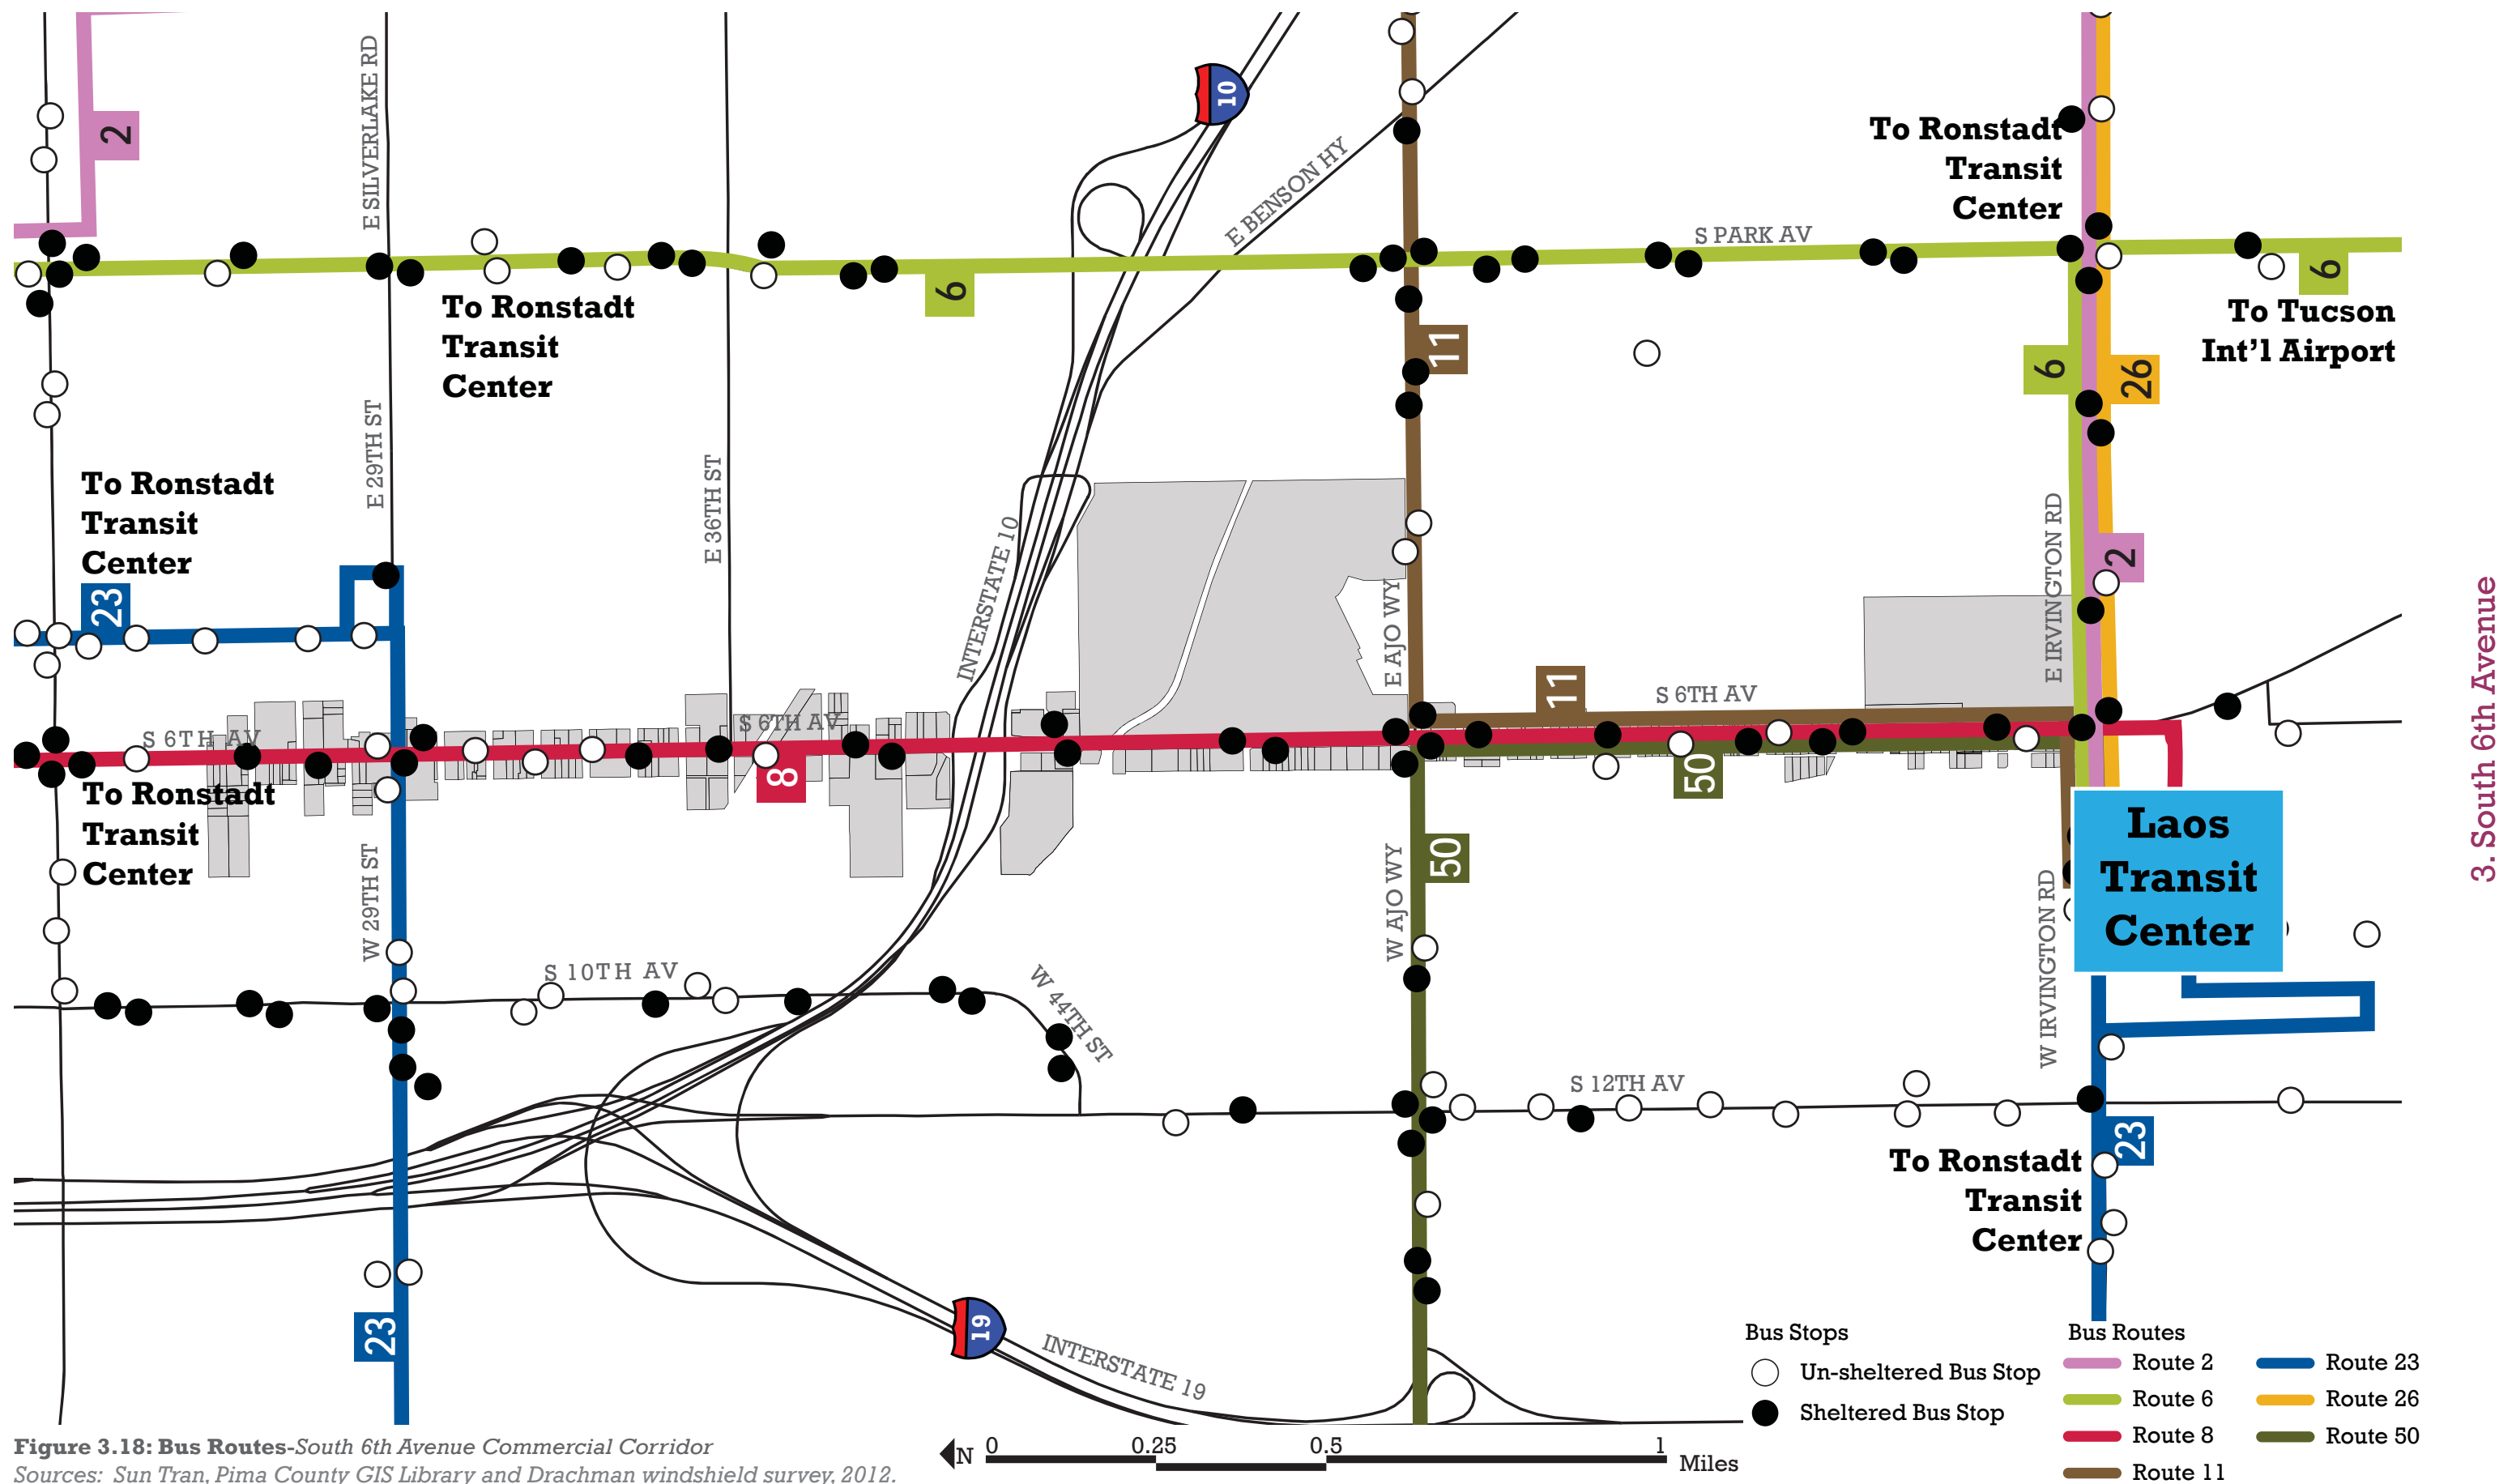 2
E SILVERLAKE RD
10
E BENSON HY
To Ronstadt
Transit
Center
S PARK AV
6
6
To Ronstadt
Transit
Center
To Tucson
Int'l Airport
11
6
26
E 29TH ST
E 36TH ST
To Ronstadt
Transit
Center
23
INTERSTATE 10
E AJO WY
E IRVINGTON RD
2
3. South 6th Avenue
11
S 6TH AV
S 6TH AV
S 6TH AV
8
50
To Ronstadt
Transit
Center
Laos
Transit
Center
W 29TH ST
W AJO WY
50
W IRVINGTON RD
S 10TH AV
W 44TH ST
S 12TH AV
23
To Ronstadt
Transit
Center
23
19
INTERSTATE 19
Bus Stops
Un-sheltered Bus Stop
Sheltered Bus Stop
Bus Routes
Route 2
Route 6
Route 8
Route 11
Route 23
Route 26
Route 50
Figure 3.18: Bus Routes-South 6th Avenue Commercial Corridor
Sources: Sun Tran, Pima County GIS Library and Drachman windshield survey, 2012.
N 0 0.25 0.5 1 Miles